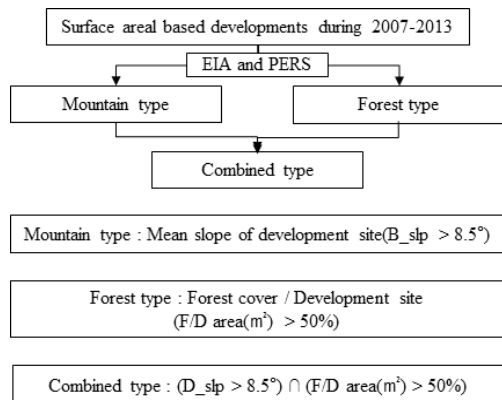 Surface areal based developments during 2007-2013
EIA and PERS
Mountain type
Forest type
Combined type
Mountain type : Mean slope of development site(B_slp > 8.5°)
Forest type : Forest cover / Development site
(F/D area(㎡) > 50%)
Combined type : (D_slp > 8.5°) ∩ (F/D area(㎡) > 50%)